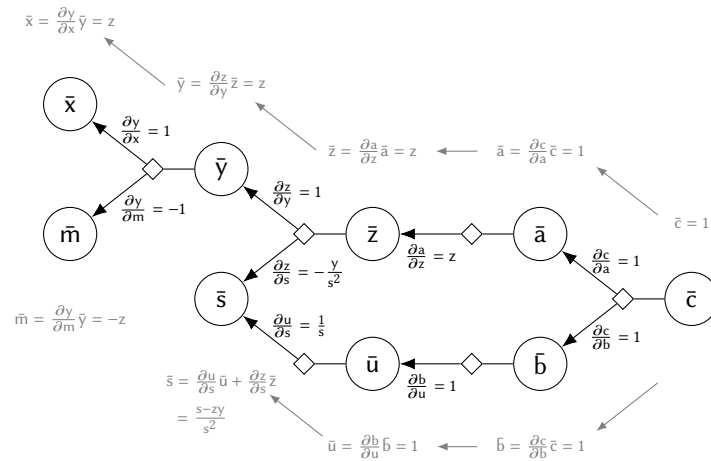 x̄ = ∂y/∂x ȳ = z
ȳ = ∂z/∂y z̄ = z
x̄
∂y/∂x = 1
z̄ = ∂a/∂z ā = z
ā = ∂c/∂a c̄ = 1
ȳ
∂y/∂m = −1
∂z/∂y = 1
c̄ = 1
m̄
z̄
ā
∂a/∂z = z
∂c/∂a = 1
∂z/∂s = −y/s²
s̄
c̄
m̄ = ∂y/∂m ȳ = −z
∂u/∂s = 1/s
∂c/∂b = 1
ū
b̄
∂b/∂u = 1
s̄ = ∂u/∂s ū + ∂z/∂s z̄
= s−zy/s²
ū = ∂b/∂u b̄ = 1
b̄ = ∂c/∂b c̄ = 1